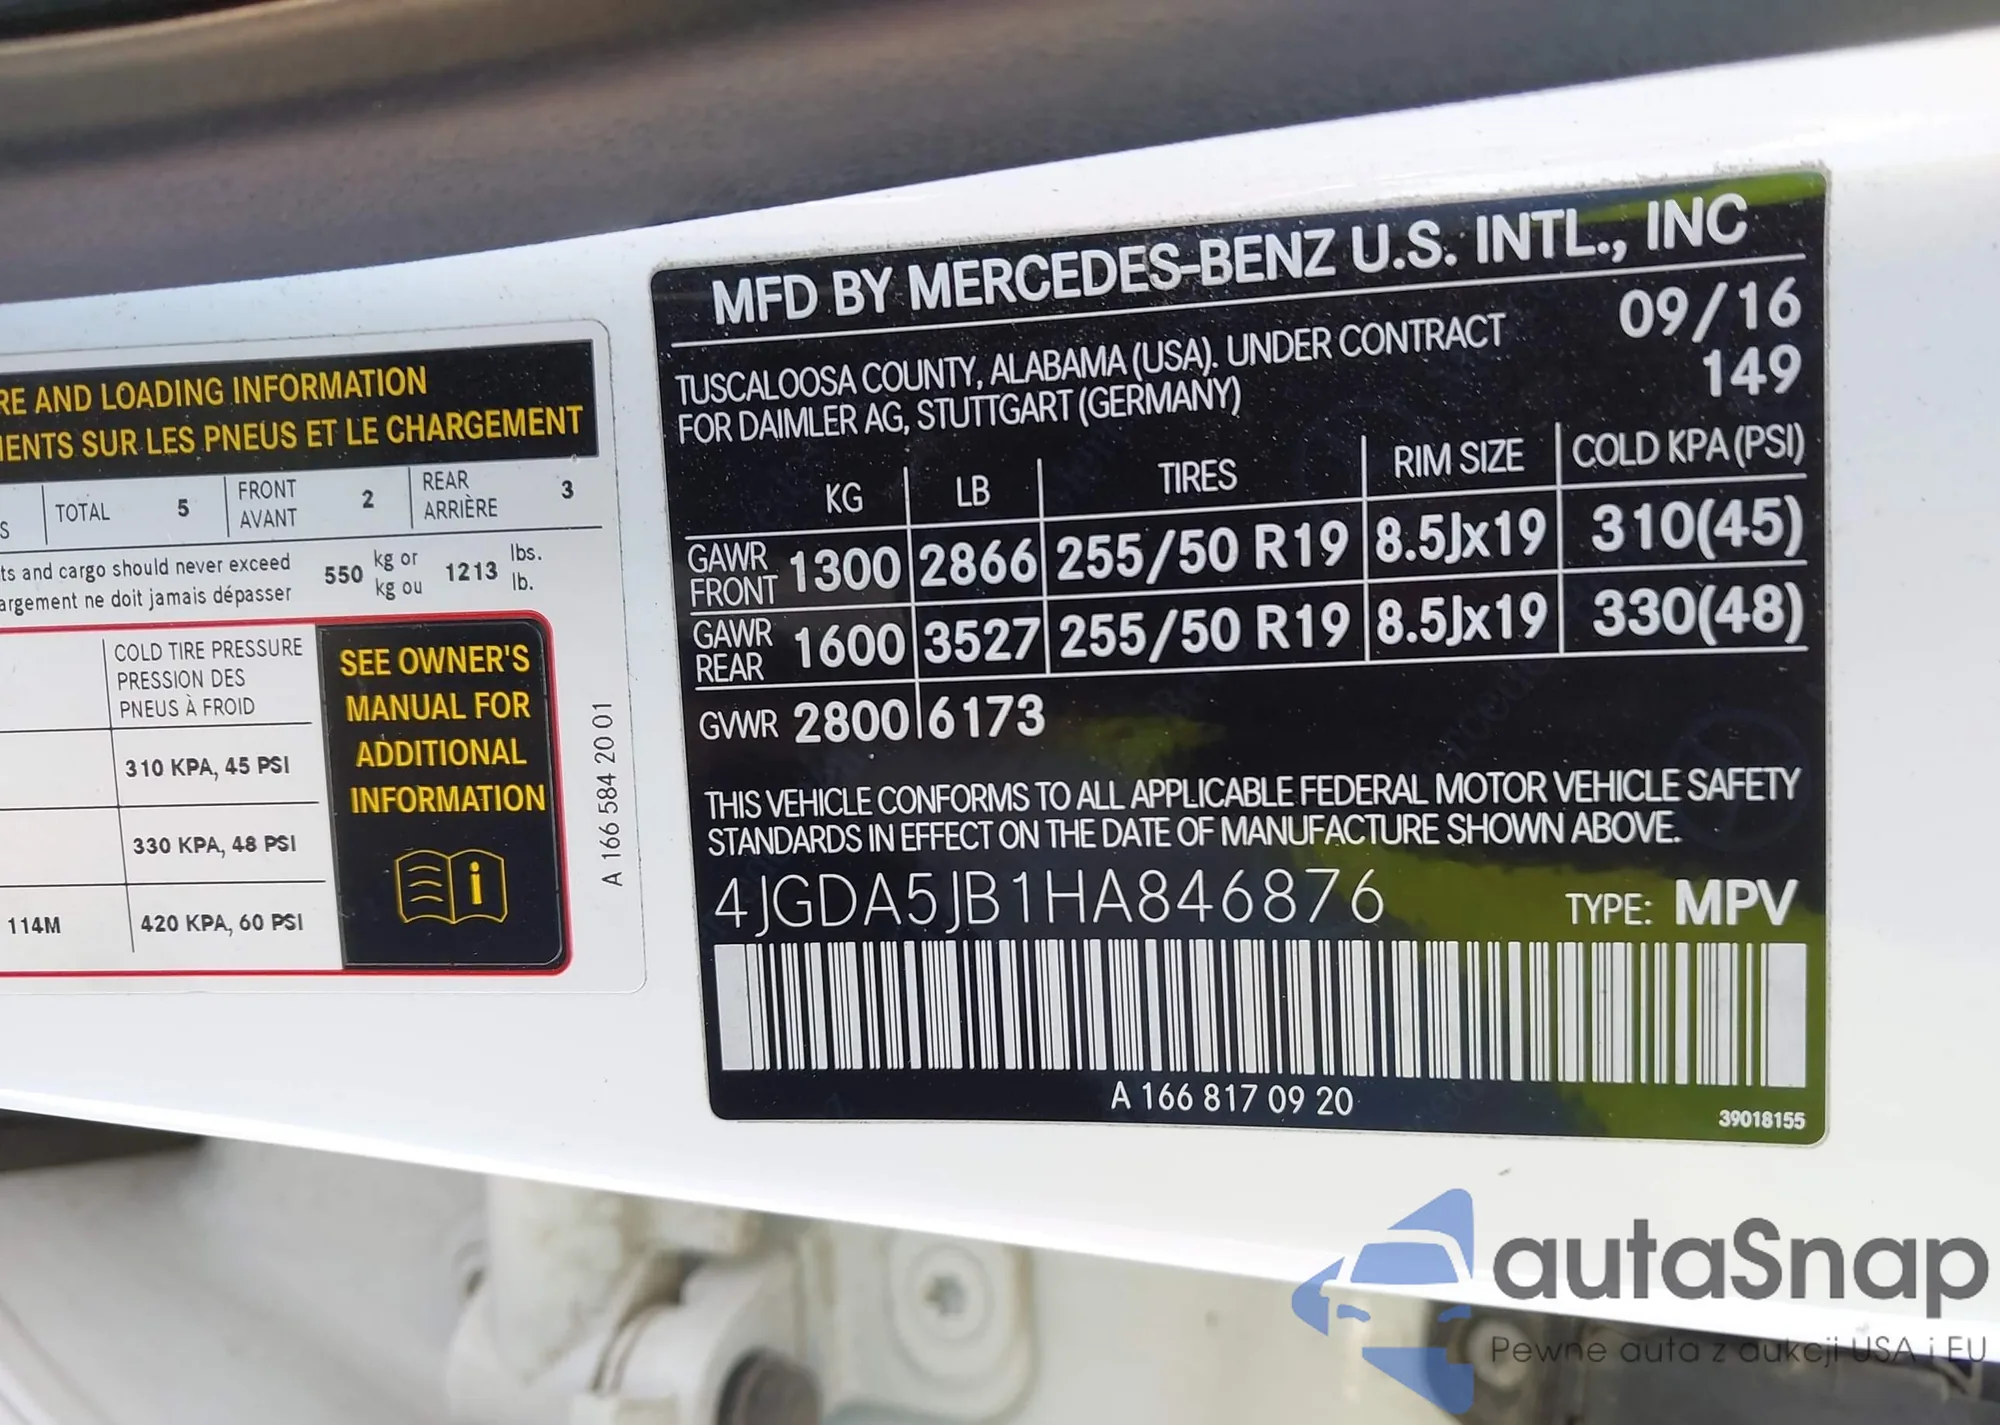 RE AND LOADING INFORMATION
MENTS SUR LES PNEUS ET LE CHARGEMENT
S TOTAL 5 FRONT AVANT 2 REAR ARRIÈRE 3
ts and cargo should never exceed 550 kg or 1213 lbs.
argement ne doit jamais dépasser kg ou lb.
COLD TIRE PRESSURE
PRESSION DES
PNEUS À FROID
310 KPA, 45 PSI
330 KPA, 48 PSI
114M 420 KPA, 60 PSI
SEE OWNER'S
MANUAL FOR
ADDITIONAL
INFORMATION
i
A 166 584 20 01
MFD BY MERCEDES-BENZ U.S. INTL., INC
TUSCALOOSA COUNTY, ALABAMA (USA). UNDER CONTRACT 09/16
FOR DAIMLER AG, STUTTGART (GERMANY) 149
KG LB TIRES RIM SIZE COLD KPA (PSI)
GAWR FRONT 1300 2866 255/50 R19 8.5Jx19 310(45)
GAWR REAR 1600 3527 255/50 R19 8.5Jx19 330(48)
GVWR 2800 6173
THIS VEHICLE CONFORMS TO ALL APPLICABLE FEDERAL MOTOR VEHICLE SAFETY
STANDARDS IN EFFECT ON THE DATE OF MANUFACTURE SHOWN ABOVE.
4JGDA5JB1HA846876 TYPE: MPV
A 166 817 09 20
39018155
autaSnap
Pewne auta z aukcji USA i EU